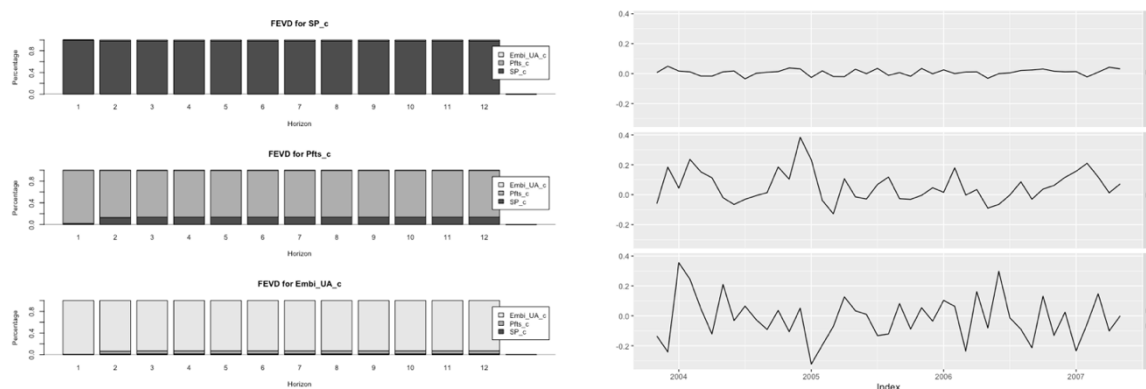 FEVD for SP_c
Percentage
0.0 0.4 0.8
Embi_UA_c
Pfts_c
SP_c
1 2 3 4 5 6 7 8 9 10 11 12
Horizon
FEVD for Pfts_c
Percentage
0.0 0.4 0.8
Embi_UA_c
Pfts_c
SP_c
1 2 3 4 5 6 7 8 9 10 11 12
Horizon
FEVD for Embi_UA_c
Percentage
0.0 0.4 0.8
Embi_UA_c
Pfts_c
SP_c
1 2 3 4 5 6 7 8 9 10 11 12
Horizon
0.4
0.2
0.0
-0.2
0.4
0.2
0.0
-0.2
0.4
0.2
0.0
-0.2
2004 2005 2006 2007
Index